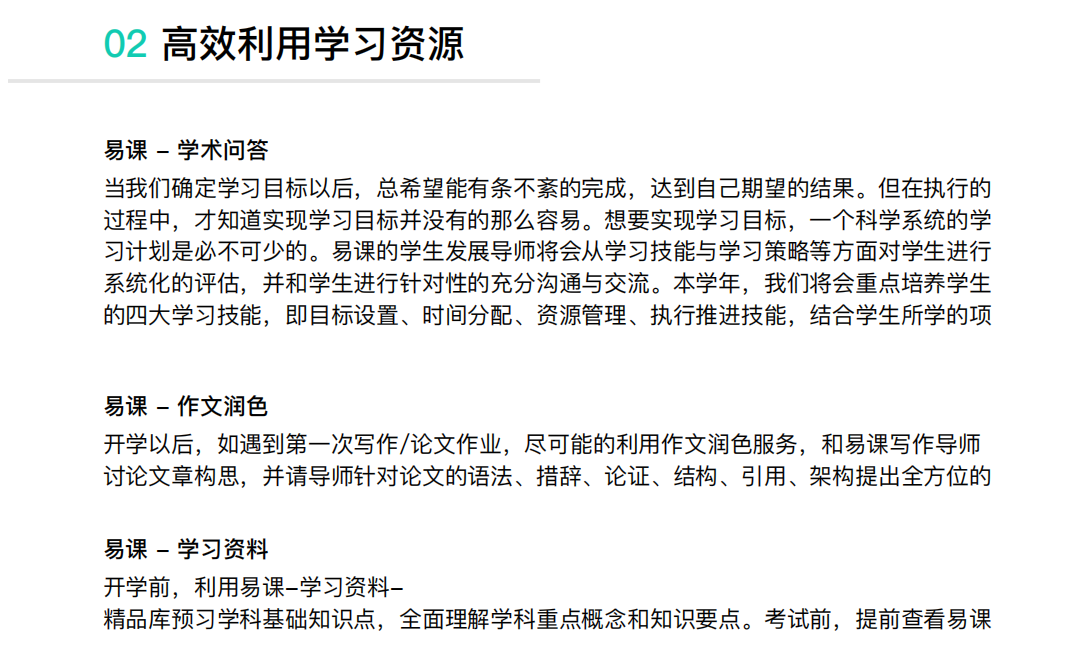 02 高效利用学习资源
易课 - 学术问答
当我们确定学习目标以后，总希望能有条不紊的完成，达到自己期望的结果。但在执行的
过程中，才知道实现学习目标并没有的那么容易。想要实现学习目标，一个科学系统的学
习计划是必不可少的。易课的学生发展导师将会从学习技能与学习策略等方面对学生进行
系统化的评估，并和学生进行针对性的充分沟通与交流。本学年，我们将会重点培养学生
的四大学习技能，即目标设置、时间分配、资源管理、执行推进技能，结合学生所学的项
易课 - 作文润色
开学以后，如遇到第一次写作/论文作业，尽可能的利用作文润色服务，和易课写作导师
讨论文章构思，并请导师针对论文的语法、措辞、论证、结构、引用、架构提出全方位的
易课 - 学习资料
开学前，利用易课-学习资料-
精品库预习学科基础知识点，全面理解学科重点概念和知识要点。考试前，提前查看易课